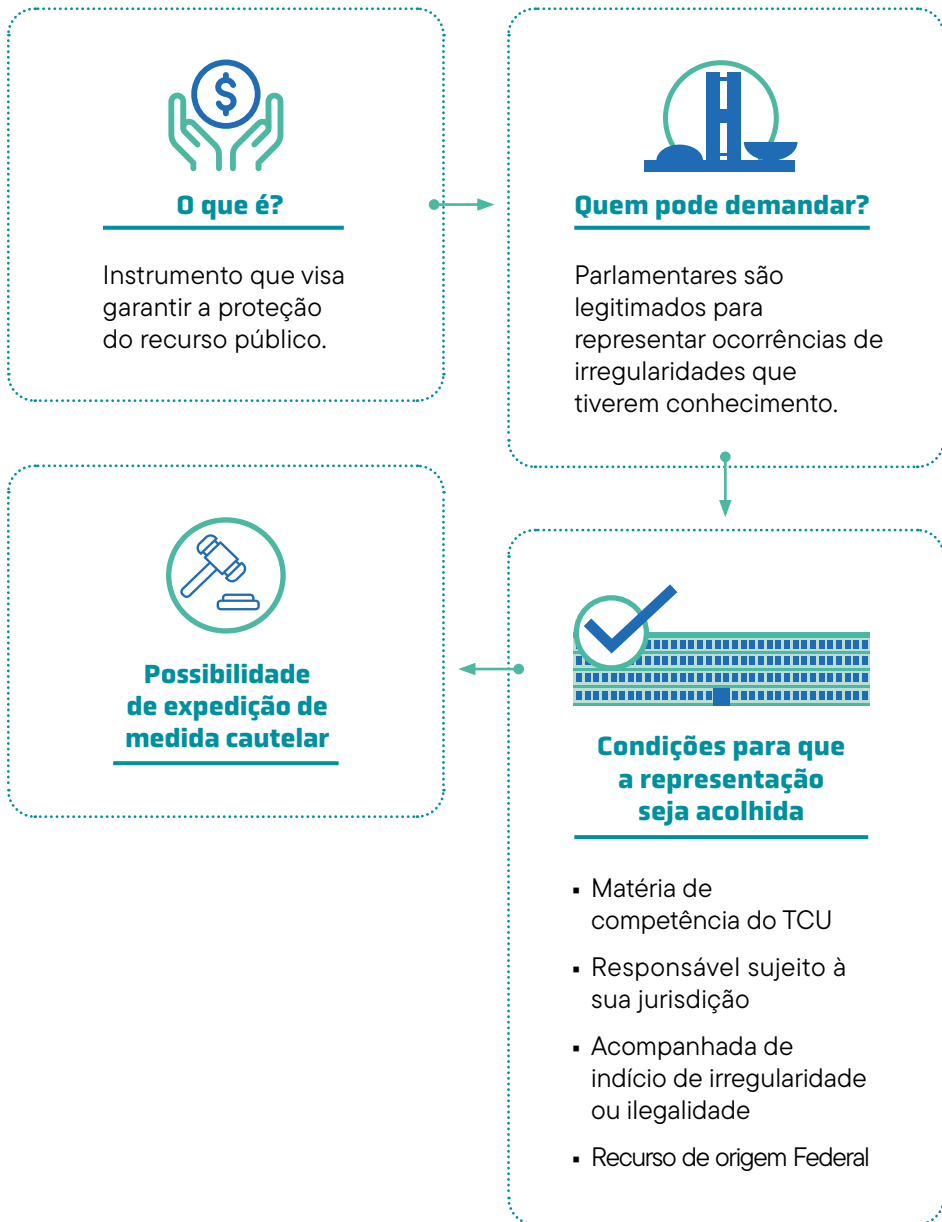 O que é?
Instrumento que visa
garantir a proteção
do recurso público.
Quem pode demandar?
Parlamentares são
legitimados para
representar ocorrências de
irregularidades que
tiverem conhecimento.
Condições para que
a representação
seja acolhida
▪ Matéria de
competência do TCU
▪ Responsável sujeito à
sua jurisdição
▪ Acompanhada de
indício de irregularidade
ou ilegalidade
▪ Recurso de origem Federal
Possibilidade
de expedição de
medida cautelar